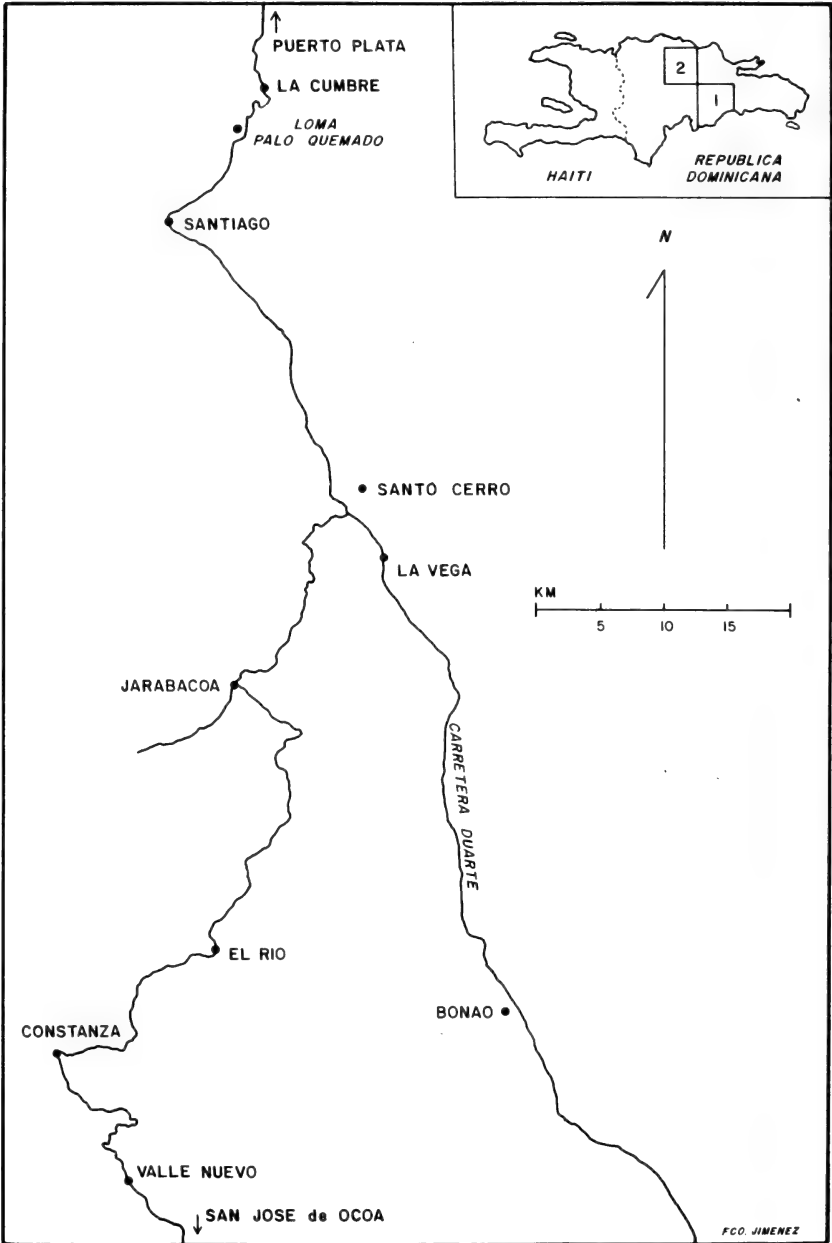 PUERTO PLATA
LA CUMBRE
LOMA
PALO QUEMADO
SANTIAGO
2
1
HAITI
REPUBLICA
DOMINICANA
N
SANTO CERRO
LA VEGA
KM
5 10 15
JARABACOA
CARRETERA DUARTE
EL RIO
BONAO
CONSTANZA
VALLE NUEVO
SAN JOSE de OCOA
FCO. JIMENEZ